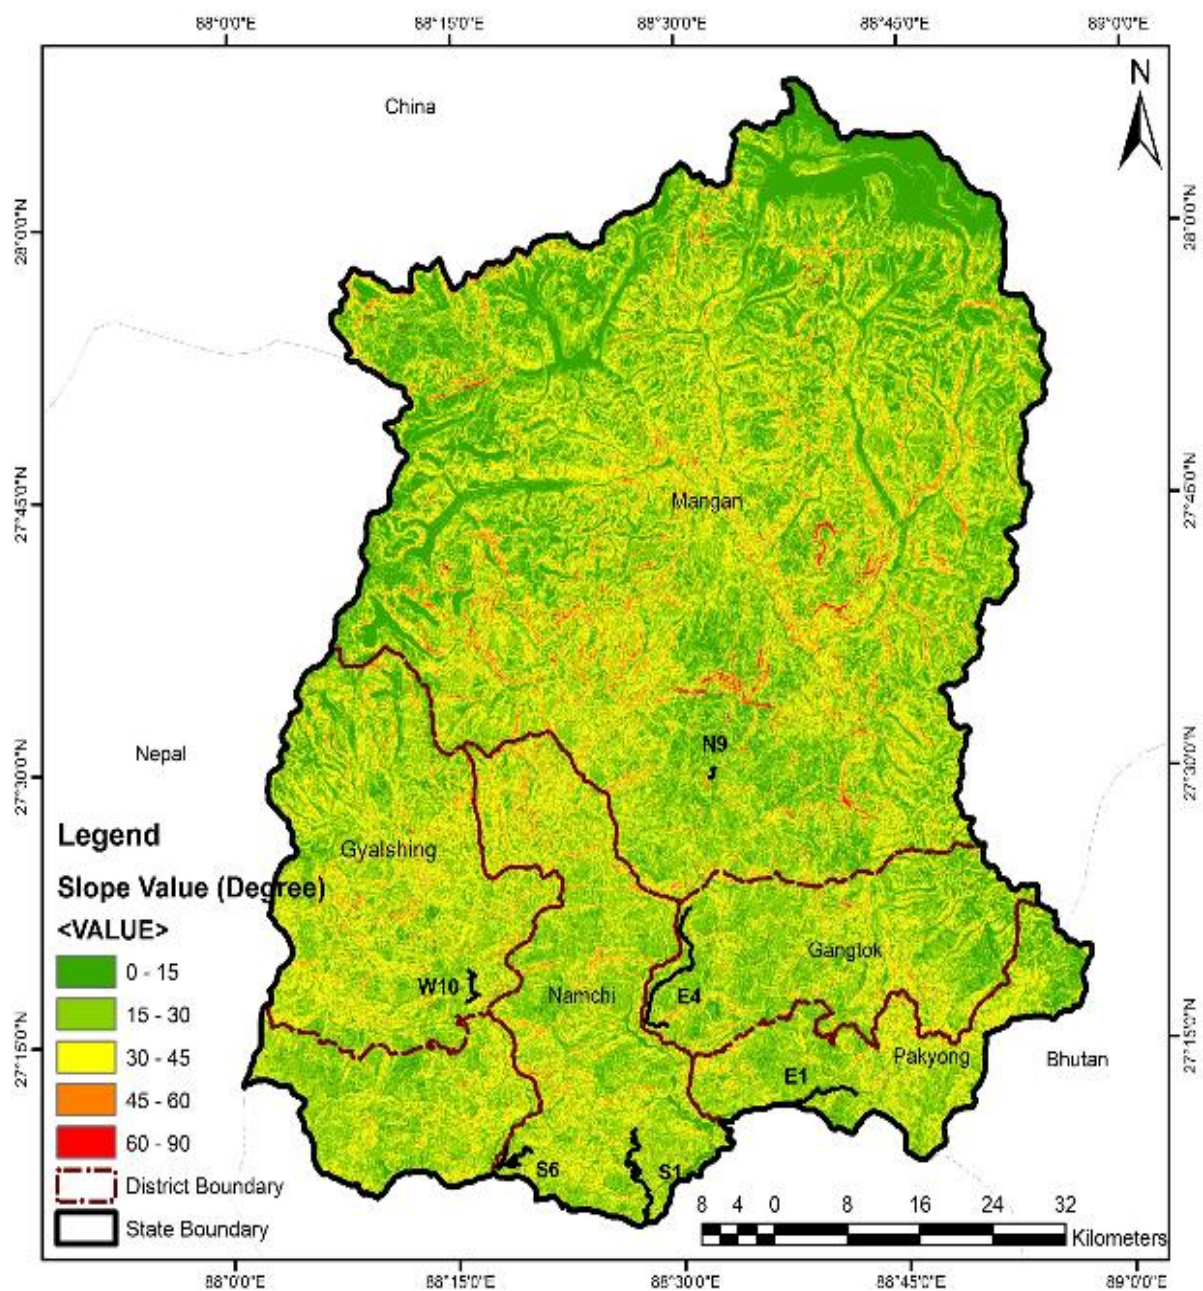 88°0'0"E 88°15'0"E 88°30'0"E 88°45'0"E 89°0'0"E
N
China
28°0'0"N 28°0'0"N
27°45'0"N 27°45'0"N
Mangan
N9
Nepal
27°30'0"N 27°30'0"N
Legend
Gyalshing
Slope Value (Degree)
<VALUE>
0 - 15
15 - 30
30 - 45
45 - 60
60 - 90
District Boundary
State Boundary
Gangtok
W10
Namchi
E4
27°15'0"N 27°15'0"N
Pakyong
Bhutan
E1
S6
S1
8 4 0 8 16 24 32
Kilometers
88°0'0"E 88°15'0"E 88°30'0"E 88°45'0"E 89°0'0"E